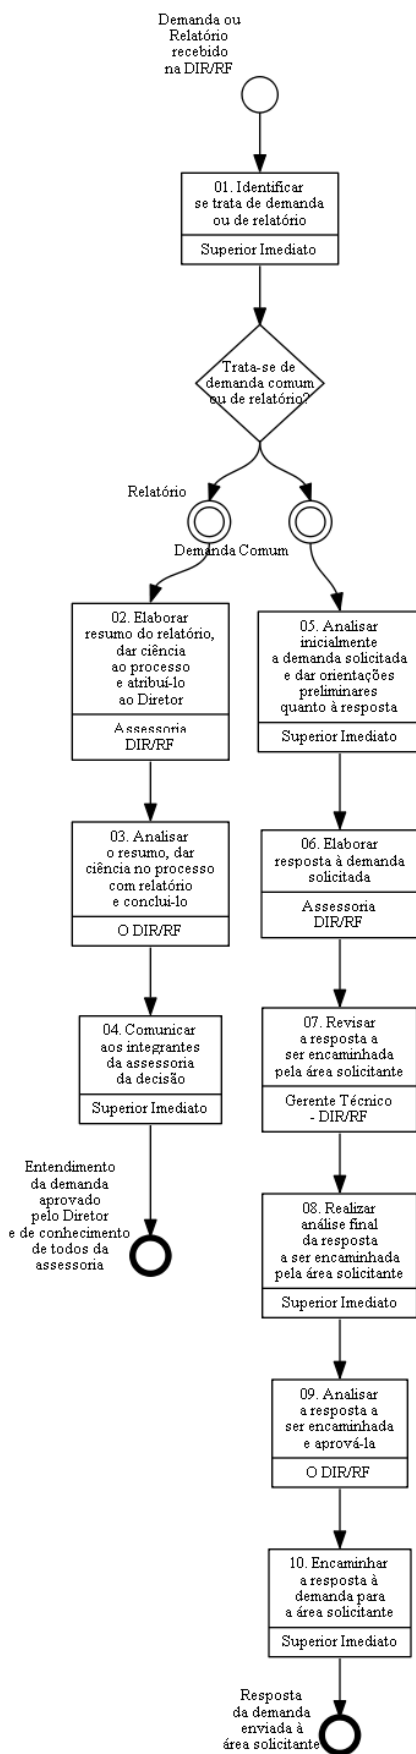 Demanda ou
Relatório
recebido
na DIR/RF
01. Identificar
se trata de demanda
ou de relatório
Superior Imediato
Trata-se de
demanda comum
ou de relatório?
Relatório
Demanda Comum
02. Elaborar
resumo do relatório,
dar ciência
ao processo
e atribuí-lo
ao Diretor
Assessoria
DIR/RF
03. Analisar
o resumo, dar
ciência no processo
com relatório
e concluí-lo
O DIR/RF
04. Comunicar
aos integrantes
da assessoria
da decisão
Superior Imediato
Entendimento
da demanda
aprovado
pelo Diretor
e de conhecimento
de todos da
assessoria
05. Analisar
inicialmente
a demanda solicitada
e dar orientações
preliminares
quanto à resposta
Superior Imediato
06. Elaborar
resposta à demanda
solicitada
Assessoria
DIR/RF
07. Revisar
a resposta a
ser encaminhada
pela área solicitante
Gerente Técnico
- DIR/RF
08. Realizar
análise final
da resposta
a ser encaminhada
pela área solicitante
Superior Imediato
09. Analisar
a resposta a
ser encaminhada
e aprová-la
O DIR/RF
10. Encaminhar
a resposta à
demanda para
a área solicitante
Superior Imediato
Resposta
da demanda
enviada à
área solicitante